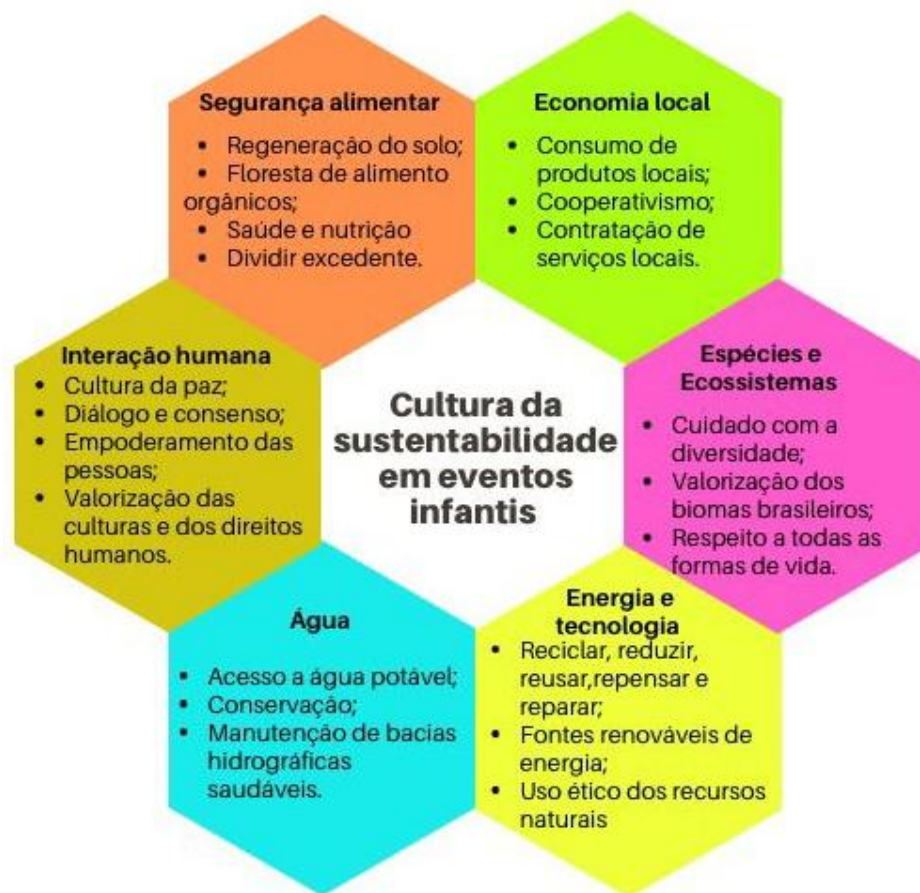 Segurança alimentar
• Regeneração do solo;
• Floresta de alimento
orgânicos;
• Saúde e nutrição
• Dividir excedente.
Economia local
• Consumo de
produtos locais;
• Cooperativismo;
• Contratação de
serviços locais.
Interação humana
• Cultura da paz;
• Diálogo e consenso;
• Empoderamento das
pessoas;
• Valorização das
culturas e dos direitos
humanos.
Cultura da
sustentabilidade
em eventos
infantis
Espécies e
Ecossistemas
• Cuidado com a
diversidade;
• Valorização dos
biomas brasileiros;
• Respeito a todas as
formas de vida.
Água
• Acesso a água potável;
• Conservação;
• Manutenção de bacias
hidrográficas
saudáveis.
Energia e
tecnologia
• Reciclar, reduzir,
reusar,repensar e
reparar;
• Fontes renováveis de
energia;
• Uso ético dos recursos
naturais